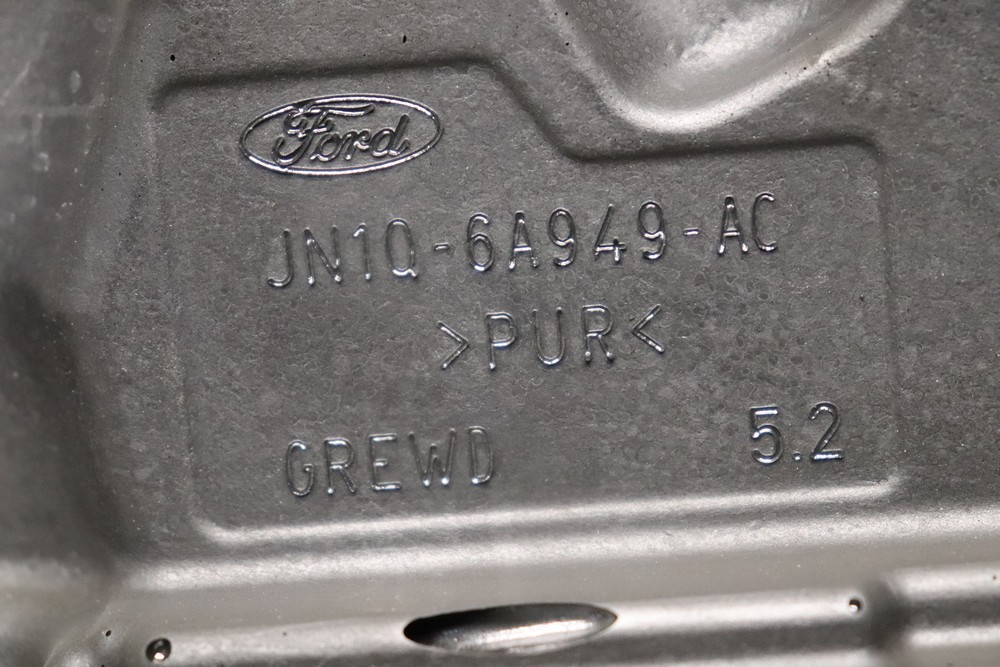 Ford
JN1Q-6A949-AC
>PUR<
GREWD 5.2